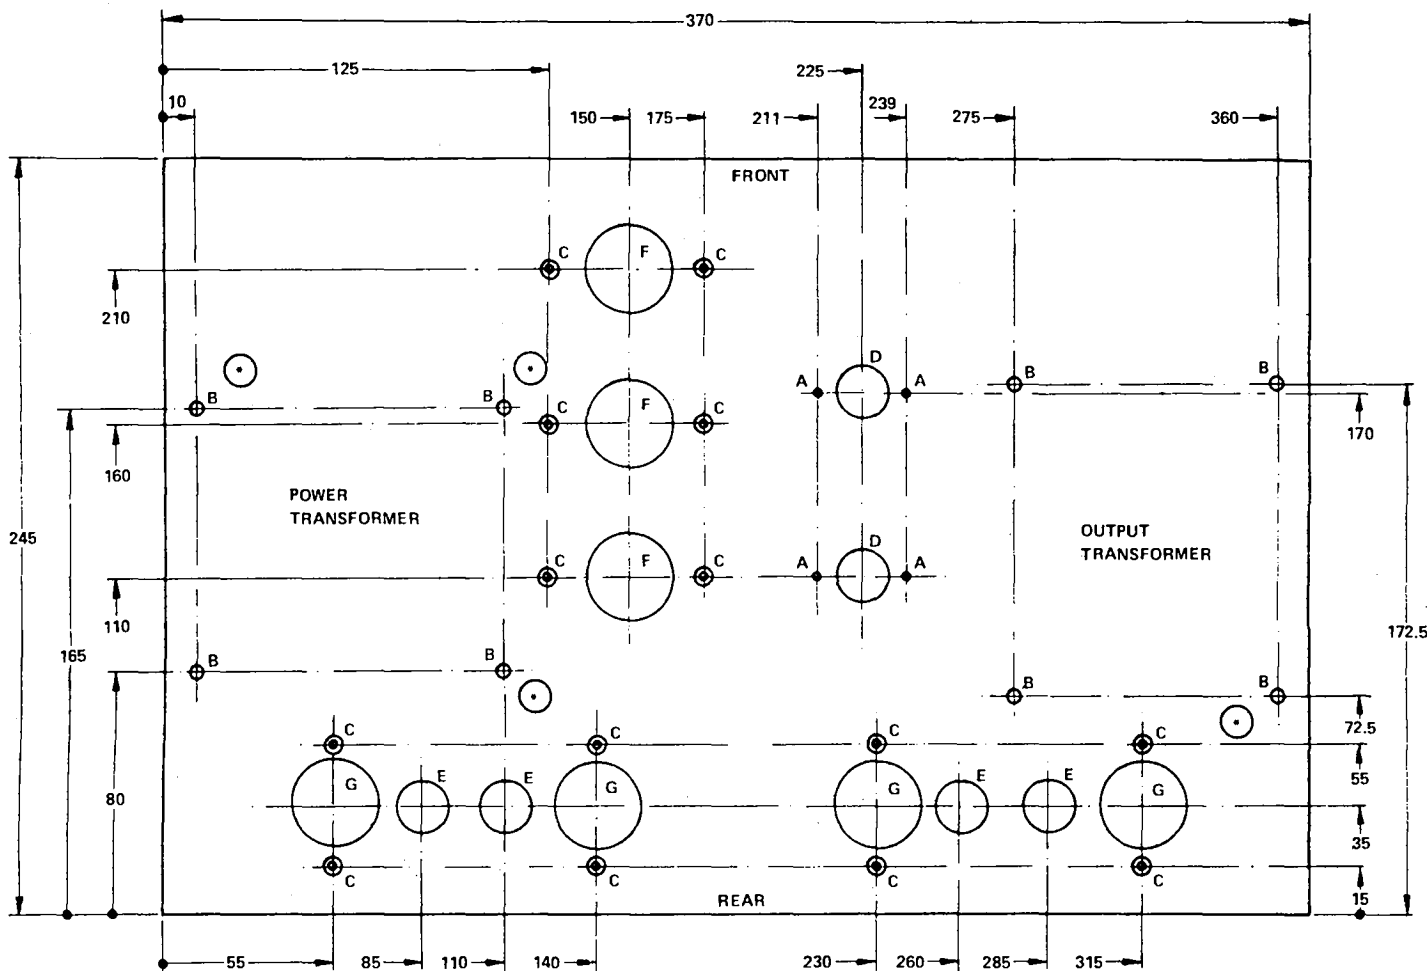 370
125
225
10
150
175
211
239
275
360
FRONT
C
F
C
210
D
B
B
A
A
B
B
C
F
C
170
160
POWER
TRANSFORMER
245
OUTPUT
TRANSFORMER
D
C
F
C
A
A
110
172.5
165
B
B
B
B
72.5
C
C
C
C
55
80
G
E
E
G
G
E
E
G
35
C
C
C
C
REAR
15
55
85
110
140
230
260
285
315